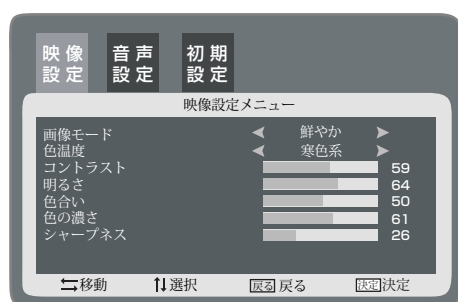 映像設定 音声設定 初期設定
映像設定メニュー
画像モード 鮮やか
色温度 寒色系
コントラスト 59
明るさ 64
色合い 50
色の濃さ 61
シャープネス 26
移動 選択 戻る 戻る 決定 決定